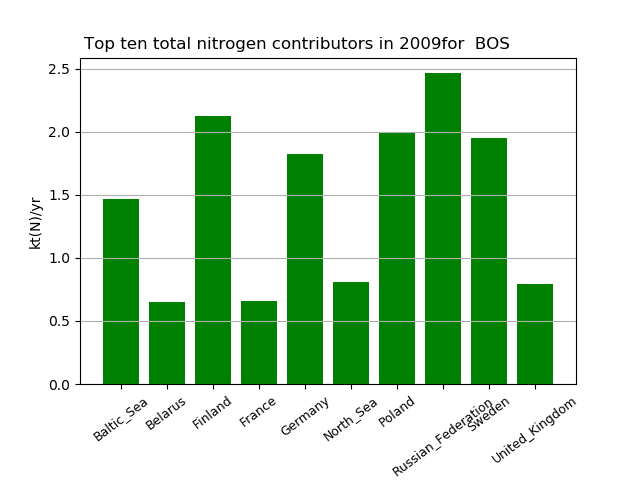 Top ten total nitrogen contributors in 2009for  BOS
kt(N)/yr
2.5
2.0
1.5
1.0
0.5
0.0
Baltic_Sea
Belarus
Finland
France
Germany
North_Sea
Poland
Russian_Federation
Sweden
United_Kingdom